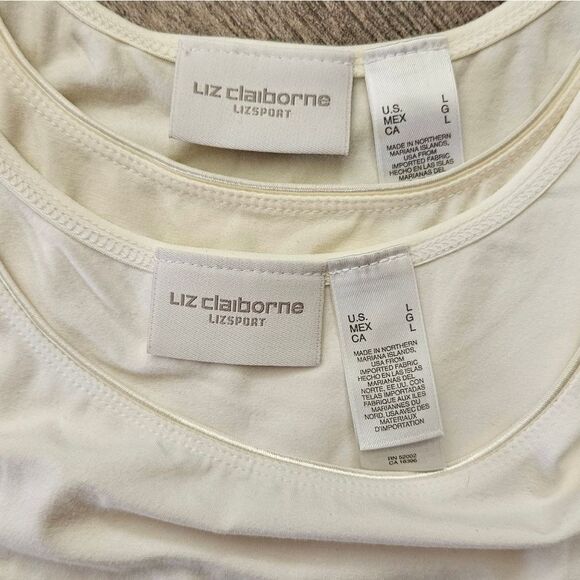 LIZ claiborne
LIZSPORT
U.S. L
MEX G
CA L
MADE IN NORTHERN
MARIANA ISLANDS,
USA FROM
IMPORTED FABRIC
HECHO EN LAS ISLAS
MARIANAS DEL
LIZ claiborne
LIZSPORT
U.S. L
MEX G
CA L
MADE IN NORTHERN
MARIANA ISLANDS,
USA FROM
IMPORTED FABRIC
HECHO EN LAS ISLAS
MARIANAS DEL
NORTE, EE.UU. CON
TELAS IMPORTADAS
FABRIQUE AUX ILES
MARIANNES DU
NORD, USA AVEC DES
MATERIAUX
D'IMPORTATION
RN 52002
CA 16396